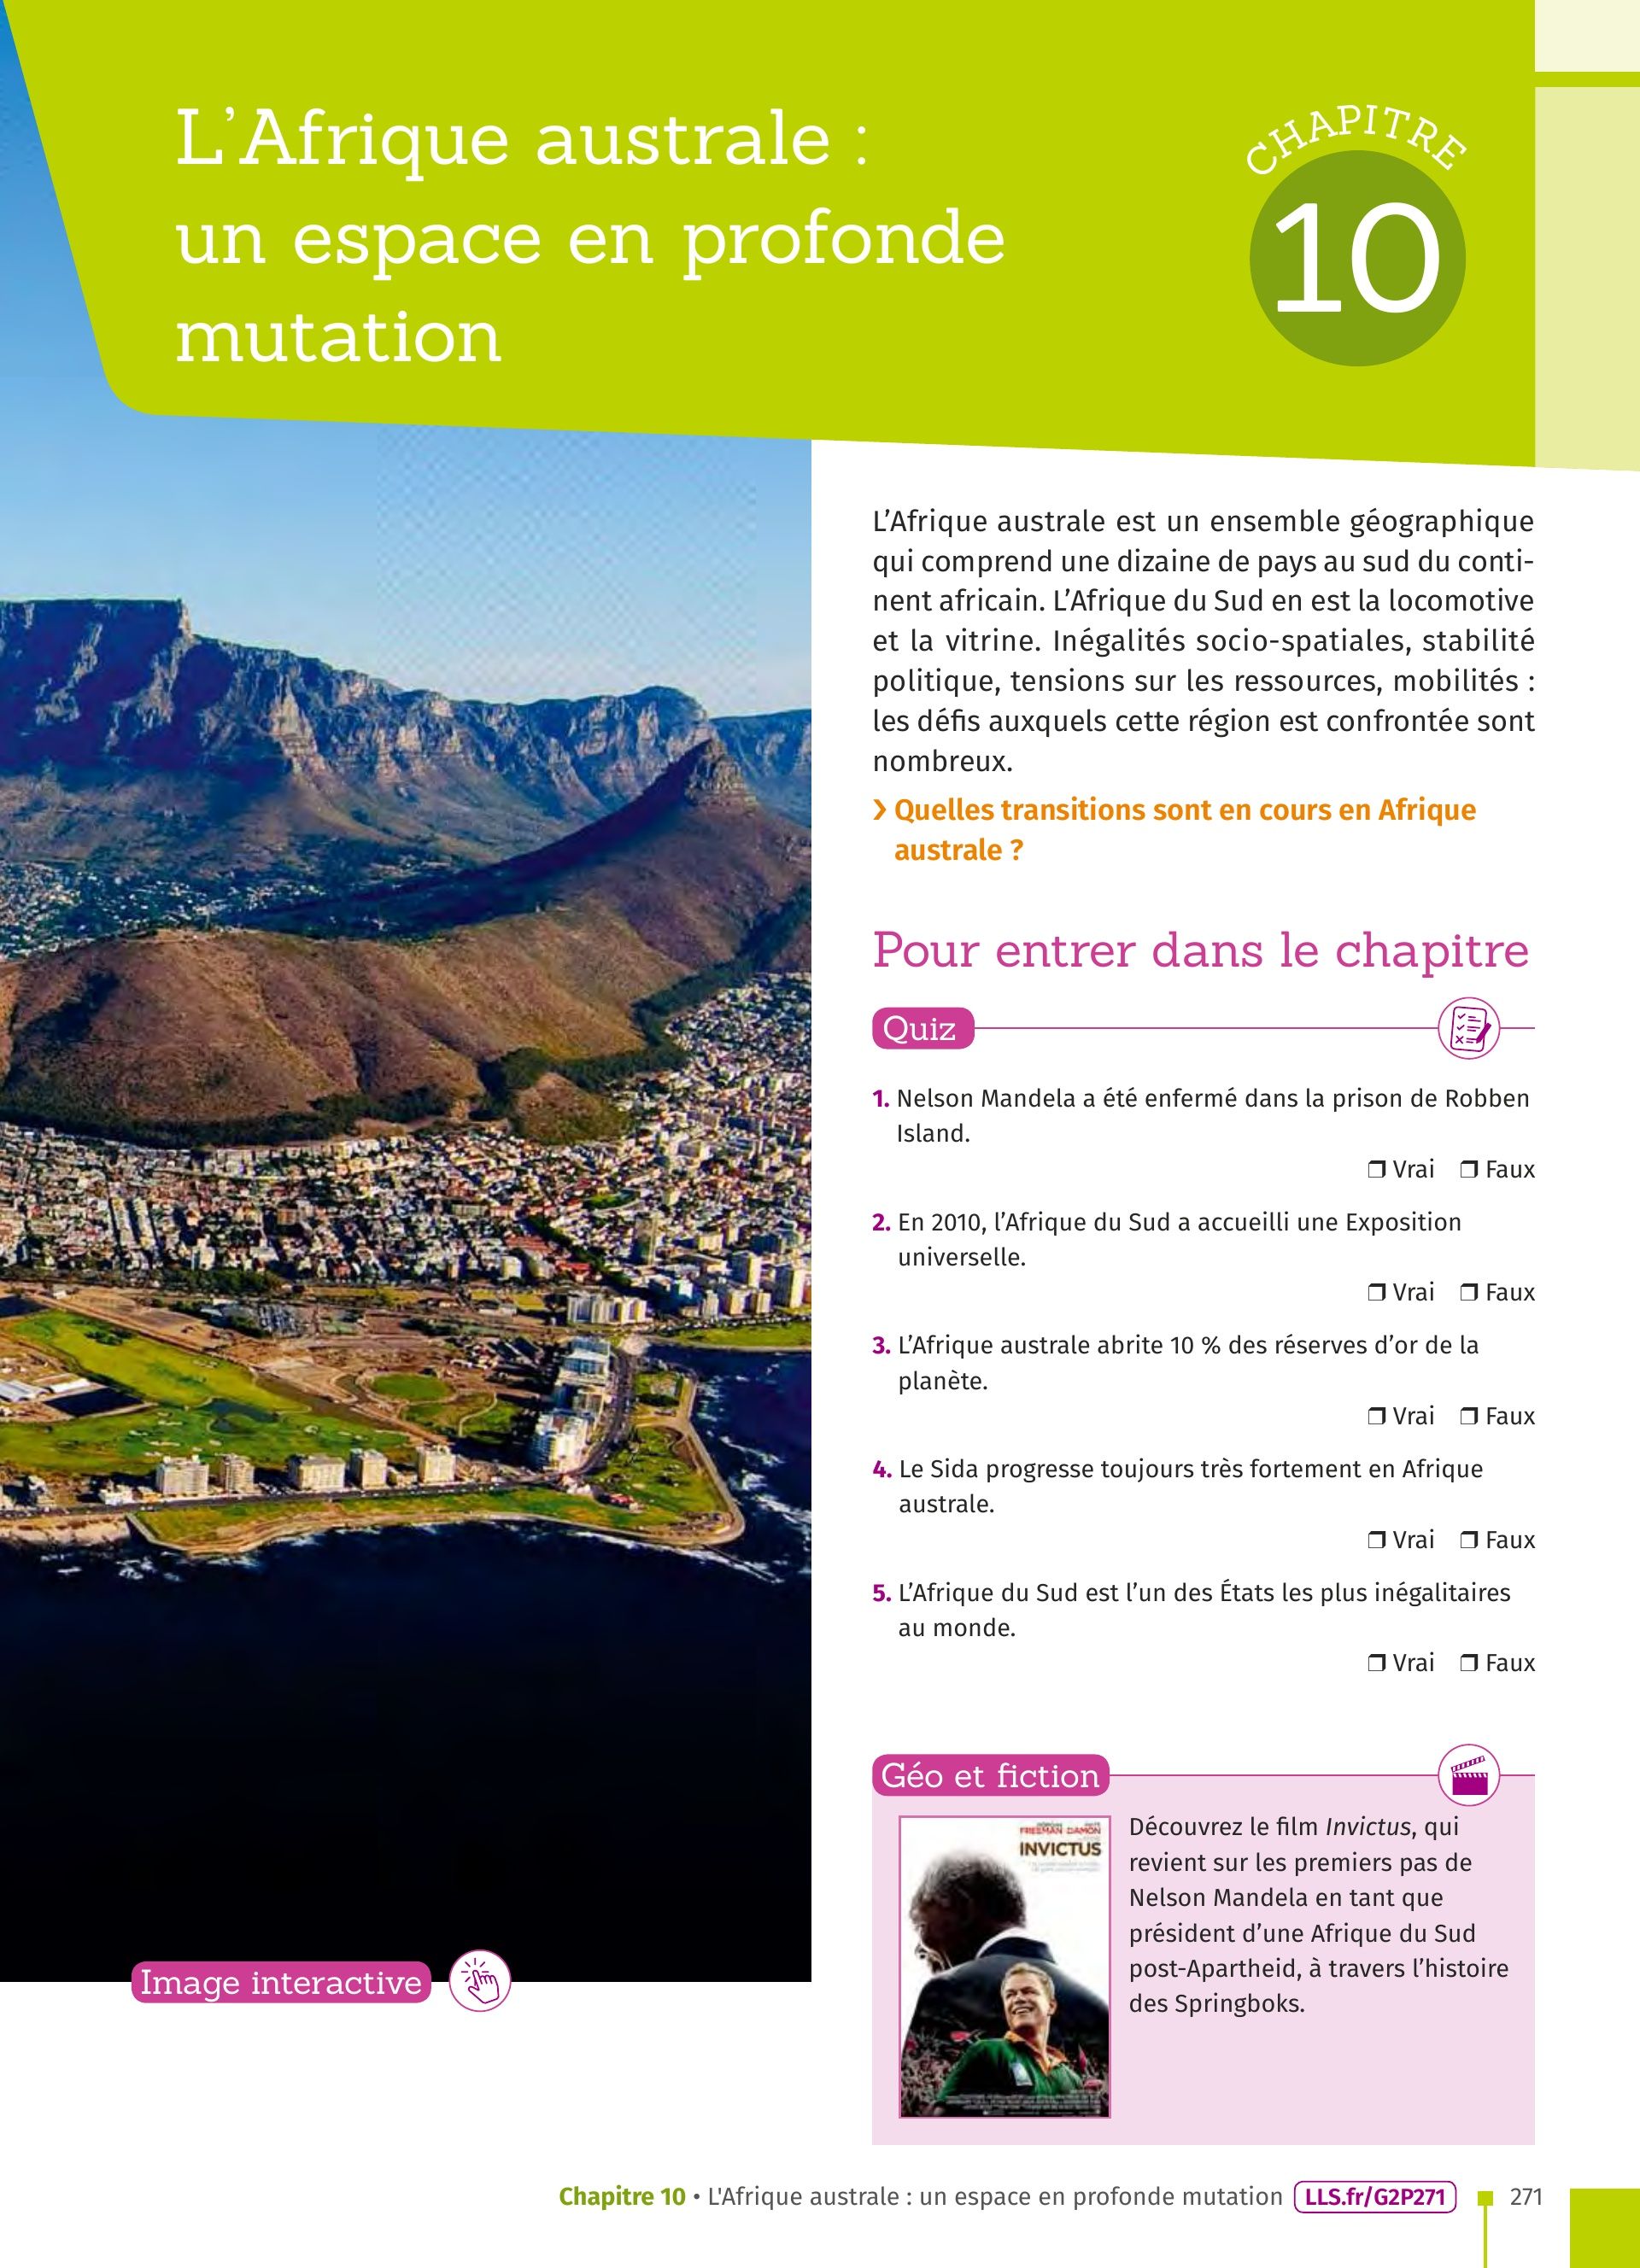 L'Afrique australe :
un espace en profonde
mutation
CHAPITRE
10
L'Afrique australe est un ensemble géographique
qui comprend une dizaine de pays au sud du conti-
nent africain. L'Afrique du Sud en est la locomotive
et la vitrine. Inégalités socio-spatiales, stabilité
politique, tensions sur les ressources, mobilités :
les défis auxquels cette région est confrontée sont
nombreux.
› Quelles transitions sont en cours en Afrique
australe ?
Pour entrer dans le chapitre
Quiz
1. Nelson Mandela a été enfermé dans la prison de Robben
Island.
❒ Vrai ❒ Faux
2. En 2010, l'Afrique du Sud a accueilli une Exposition
universelle.
❒ Vrai ❒ Faux
3. L'Afrique australe abrite 10 % des réserves d'or de la
planète.
❒ Vrai ❒ Faux
4. Le Sida progresse toujours très fortement en Afrique
australe.
❒ Vrai ❒ Faux
5. L'Afrique du Sud est l'un des États les plus inégalitaires
au monde.
❒ Vrai ❒ Faux
Géo et fiction
FREEMAN DAMON
INVICTUS
Découvrez le film Invictus, qui
revient sur les premiers pas de
Nelson Mandela en tant que
président d'une Afrique du Sud
post-Apartheid, à travers l'histoire
des Springboks.
Image interactive
Chapitre 10 • L'Afrique australe : un espace en profonde mutation LLS.fr/G2P271 271